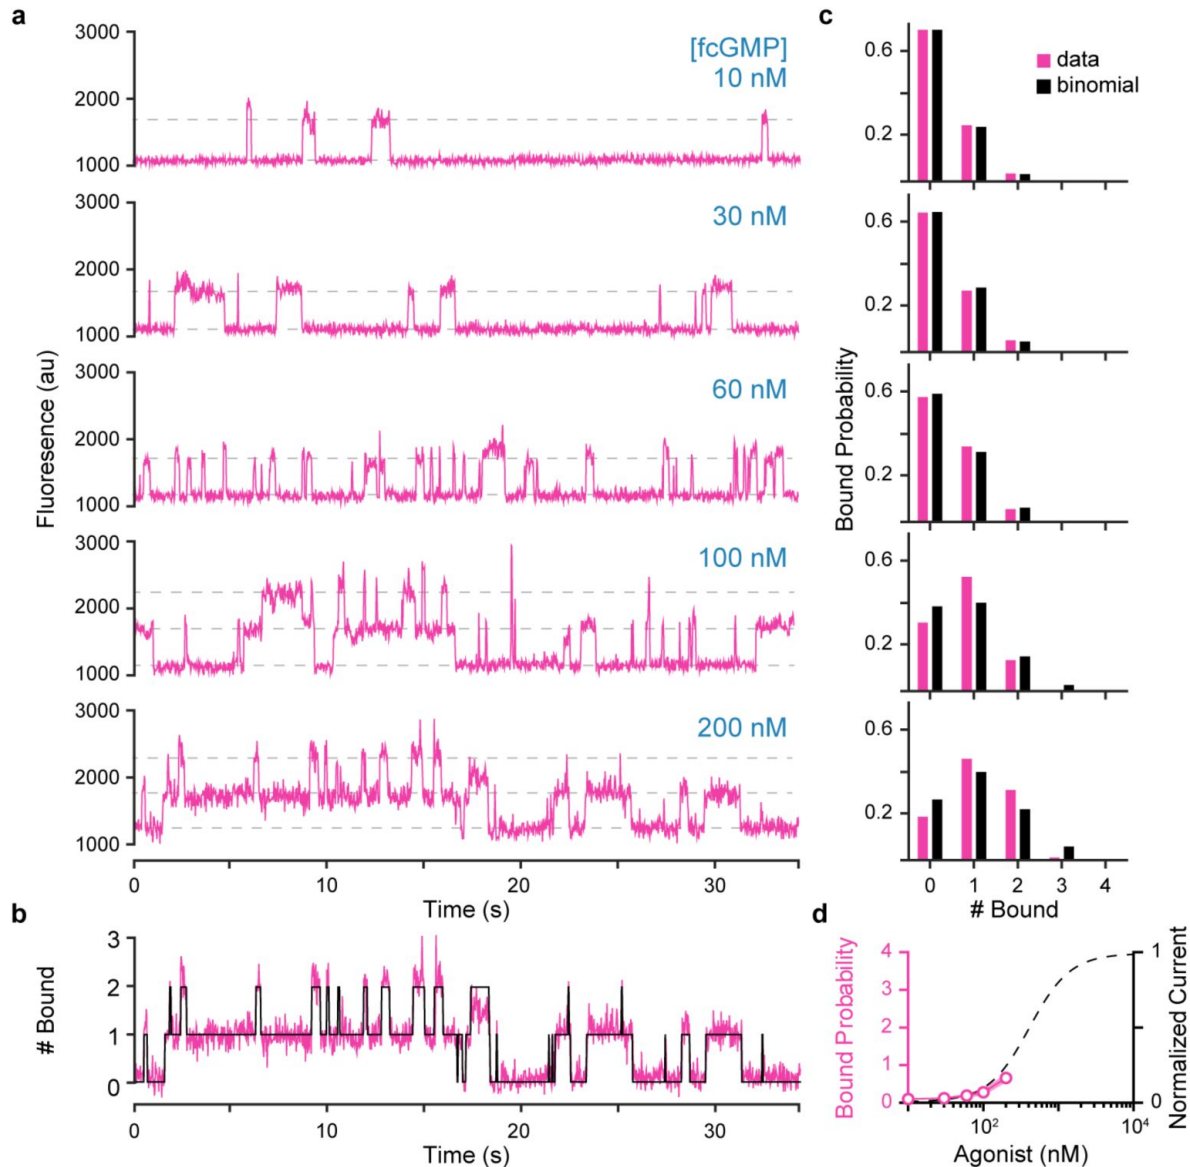 a
3000
2000
1000
[fcGMP]
10 nM
3000
2000
1000
30 nM
3000
2000
1000
60 nM
3000
2000
1000
100 nM
3000
2000
1000
200 nM
Fluoresence (au)
0
10
20
30
Time (s)
b
3
2
1
0
# Bound
0
10
20
30
Time (s)
c
data
binomial
0.6
0.2
0.6
0.2
0.6
0.2
0.6
0.2
0.6
0.2
Bound Probability
0
1
2
3
4
# Bound
d
4
3
2
1
0
Bound Probability
1
0
Normalized Current
10²
10⁴
Agonist (nM)